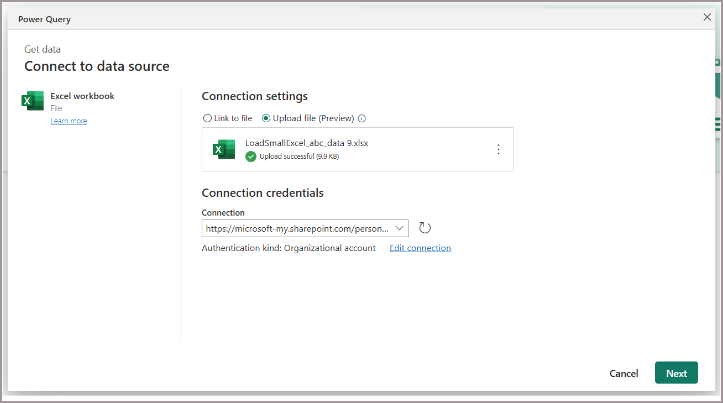 Power Query
Get data
Connect to data source
Excel workbook
File
Learn more
Connection settings
Link to file
Upload file (Preview)
LoadSmallExcel_abc_data 9.xlsx
Upload successful (9.9 KB)
Connection credentials
Connection
https://microsoft-my.sharepoint.com/person...
Authentication kind: Organizational account
Edit connection
Cancel
Next